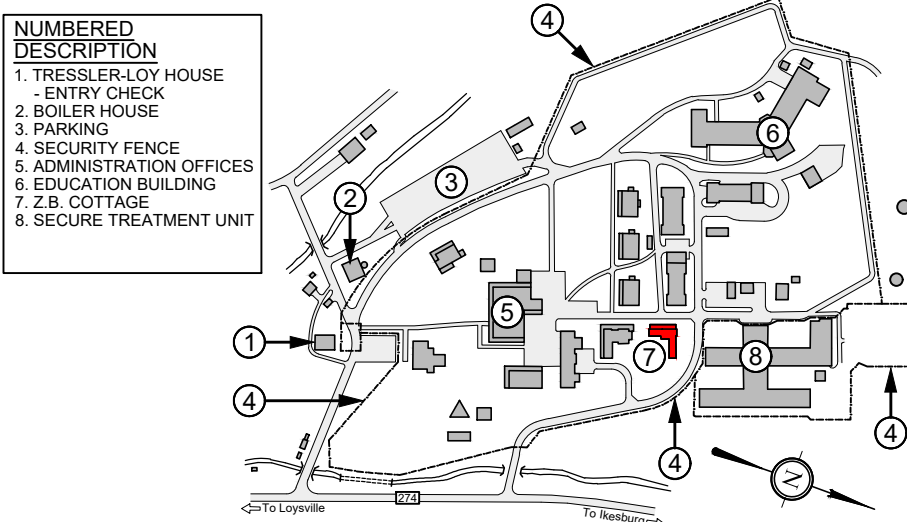 NUMBERED
DESCRIPTION
1. TRESSLER-LOY HOUSE
- ENTRY CHECK
2. BOILER HOUSE
3. PARKING
4. SECURITY FENCE
5. ADMINISTRATION OFFICES
6. EDUCATION BUILDING
7. Z.B. COTTAGE
8. SECURE TREATMENT UNIT
4
6
3
2
5
1
7
8
4
4
4
N
274
To Loysville
To Ikesburg